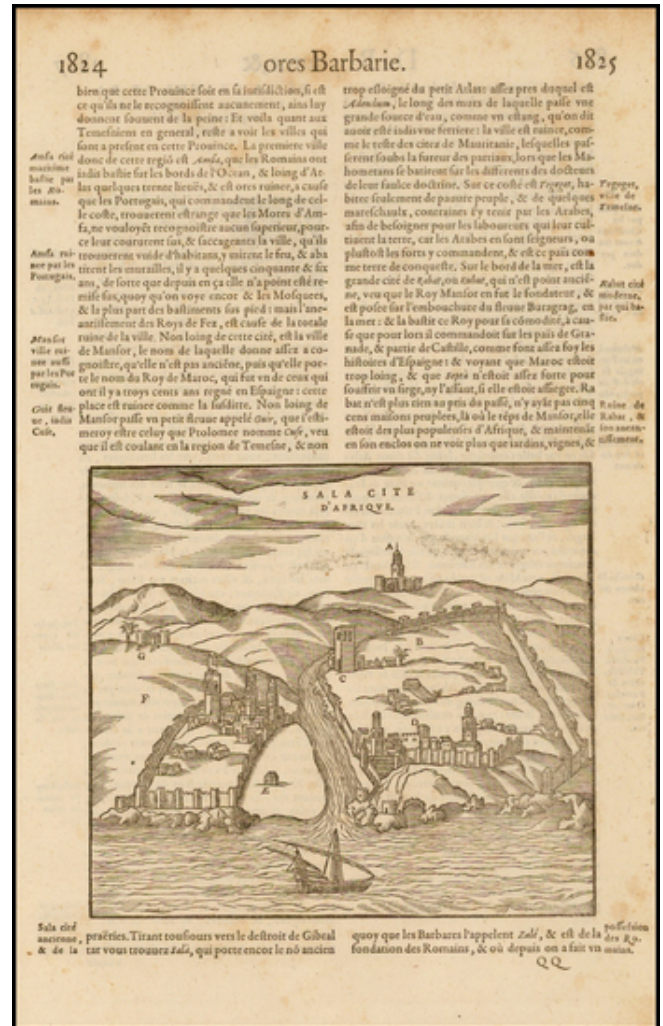 1824
ores Barbarie.
1825
bien que cette Prouince soit en sa iurisdiction, si est
ce qu'ils ne le recognoissent aucunement, ains luy
donnent souuent de la peine: Et voila quant aux
Temesniens en general, reste a voir les villes qui
sont a present en cette Prouince. La premiere ville
donc de cette regiõ est Amfa, que les Romains ont
iadis bastie sur les bords de l'Ocean, & loing d'At
las quelques trente lieuës, & est ores ruinee, a cause
que les Portugais, qui commandent le long de cel-
le coste, trouuerent estrange que les Mores d'Am-
fa, ne vouloyẽt recognoistre aucun superieur, pour-
ce leur coururent sus, & saccageants la ville, qu'ils
trouuerent vuide d'habitans, y mirent le feu, & aba
tirent les murailles, il y a quelques cinquante & six
ans, de sorte que depuis en ça elle n'a point esté re-
mise sus, quoy qu'on voye encor & les Mosquees,
& la plus part des bastiments sus pied: mais l'ane-
antissement des Roys de Fez, est cause de la totale
ruine de la ville. Non loing de cette cité, est la ville
de Mansor, le nom de laquelle donne assez a co-
gnoistre, qu'elle n'est pas anciẽne, puis qu'elle por-
te le nom du Roy de Maroc, qui fut vn de ceux qui
ont il y a troys cents ans regné en Espaigne: cette
place est ruinee comme la susditte. Non loing de
Mansor passe vn petit fleuue appelé Guir, que i'esti-
meroy estre celuy que Ptolomee nomme Cuse, veu
que il est coulant en la region de Temesne, & non
Amfa cité
maritime
bastie par
les Ro-
mains.
Amfa rui-
nee par les
Portugais.
Mansor
ville rui-
nee aussi
par les Por
tugais.
Guir fleu-
ue, iadis
Cuse.
trop esloigné du petit Atlas: assez pres duquel est
Adendum, le long des murs de laquelle passe vne
grande source d'eau, comme vn estang, qu'on dit
auoir esté iadis vne ferriere: la ville est ruinee, com-
me le reste des citez de Mauritanie, lesquelles pas-
serent soubs la fureur des partiaux, lors que les Ma-
hometans se batirent sur les differents des docteurs
de leur faulce doctrine. Sur ce costé est Tegeget, ha-
bitee seulement de pauure peuple, & de quelques
mareschaulx, contraincts s'y tenir par les Arabes,
afin de besoigner pour les laboureurs qui leur cul-
tiuent la terre, car les Arabes en sont seigneurs, ou
plustost les forts y commandent, & est ce païs com
me terre de conqueste. Sur le bord de la mer, est la
grande cité de Rabat, ou Rubut, qui n'est point anciẽ-
ne, veu que le Roy Mansor en fut le fondateur, &
est posee sur l'embouchure du fleuue Buragrag, en
la mer: & la bastit ce Roy pour sa cõmodité, à cau-
se que pour lors il commandoit sur les païs de Gra-
nade, & partie de Castille, comme font assez foy les
histoires d'Espaigne: & voyant que Maroc estoit
trop loing, & que Septa n'estoit assez forte pour
souffrir vn siege, ny l'aisant, si elle estoit assieger. Ra
bat n'est plus rien au pris du passé, n'y ayãt pas cinq
cens maisons peuplees, là où le tẽps de Mansor, elle
estoit des plus populeuses d'Afrique, & maintenãt
en son enclos on ne voit plus que iardins, vignes, &
Tegeget,
ville de
Temesne.
Rabat cité
moderne,
par qui ba-
stie.
Ruine de
Rabat, &
son anean-
tissement.
SALA CITE
D'AFRIQVE.
A
B
G
C
F
D
E
Sala cité
ancienne,
& de la
praëries. Tirant tousiours vers le destroit de Gibral
tar vous trouuez Sala, qui porte encor le nõ ancien
quoy que les Barbares l'appelent Zalé, & est de la
fondation des Romains, & où depuis on a fait vn
possession
des Ro-
mains.
QQ